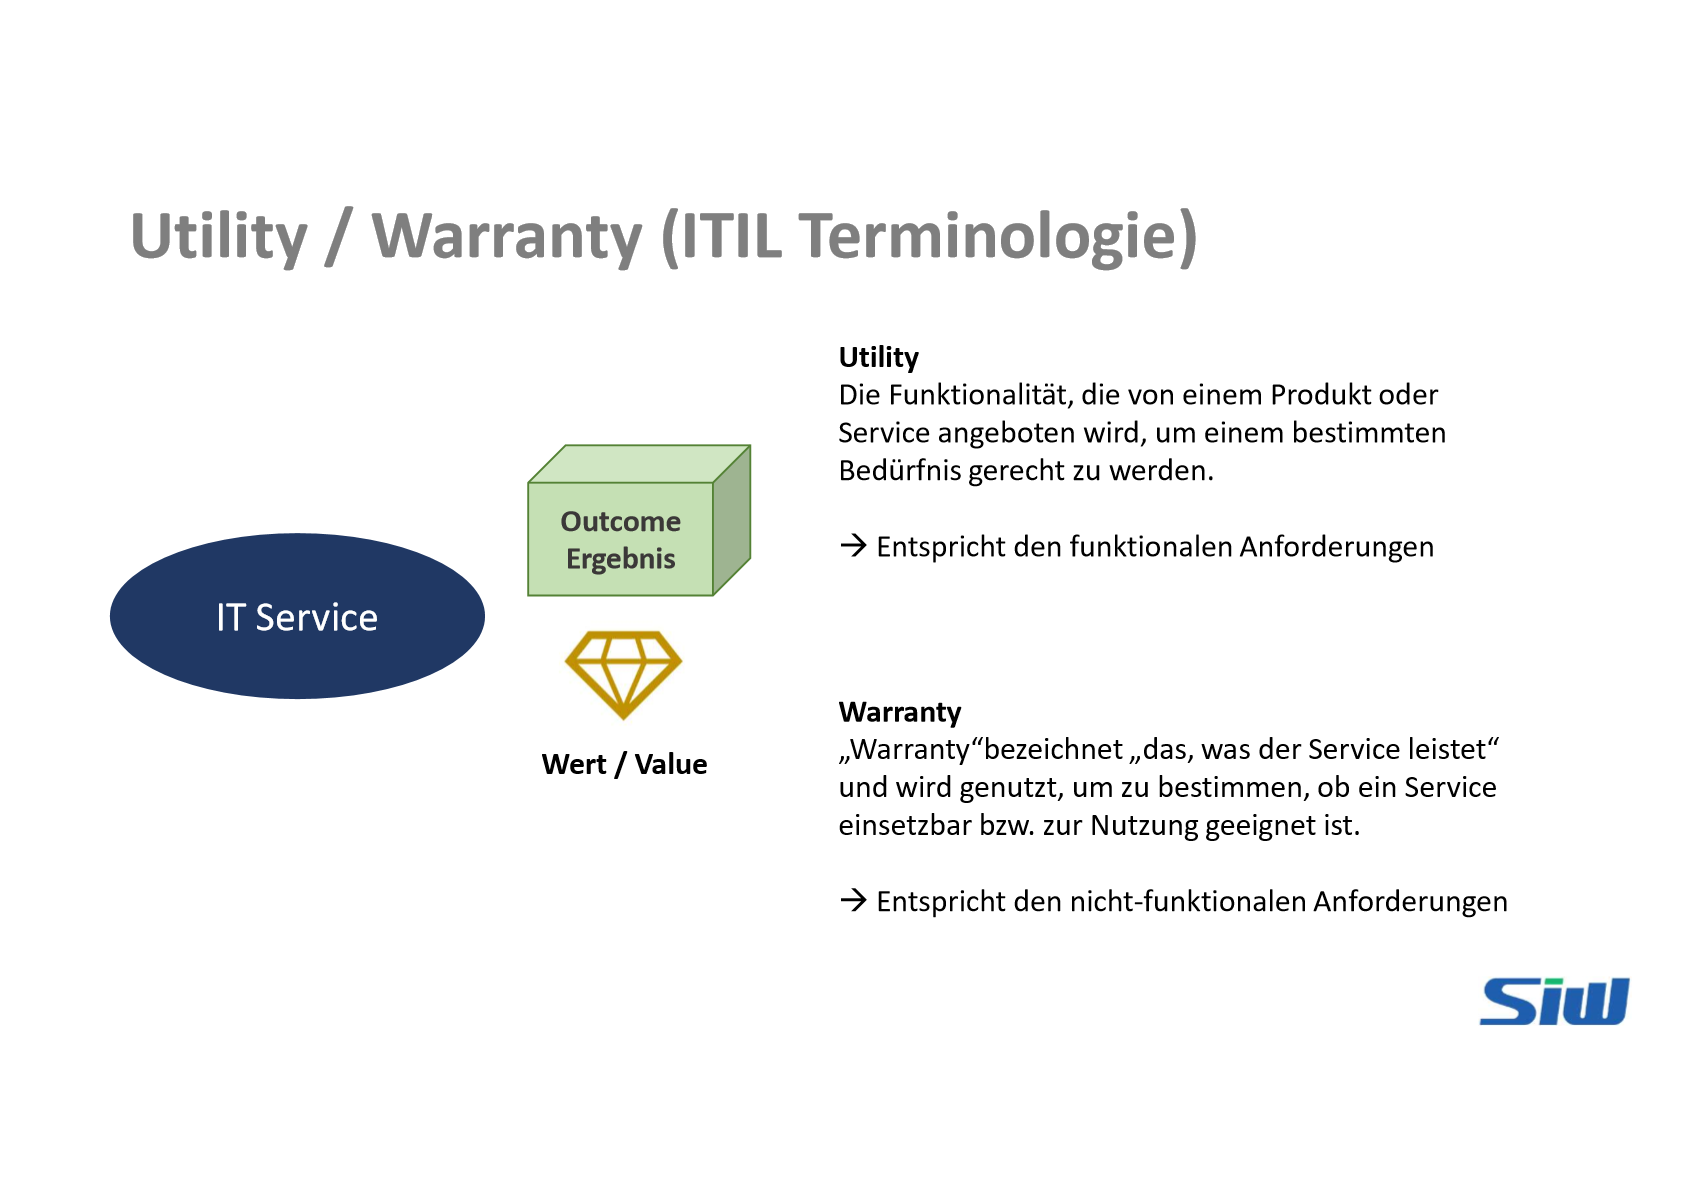 Utility / Warranty (ITIL Terminologie)
Utility
Die Funktionalität, die von einem Produkt oder
Service angeboten wird, um einem bestimmten
Bedürfnis gerecht zu werden.
→ Entspricht den funktionalen Anforderungen
Outcome
Ergebnis
IT Service
Wert / Value
Warranty
„Warranty“bezeichnet „das, was der Service leistet“
und wird genutzt, um zu bestimmen, ob ein Service
einsetzbar bzw. zur Nutzung geeignet ist.
→ Entspricht den nicht-funktionalen Anforderungen
Siw